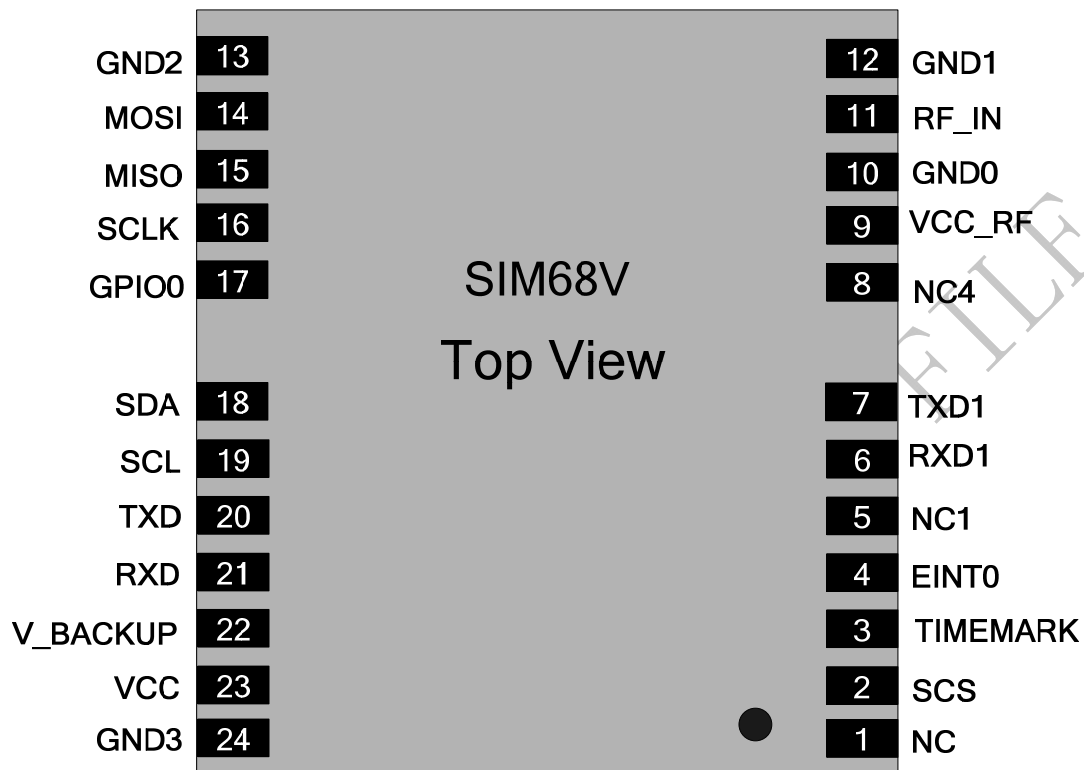 GND2 13 12 GND1
MOSI 14 11 RF_IN
MISO 15 10 GND0
SCLK 16 9 VCC_RF
GPIO0 17 SIM68V 8 NC4
Top View
SDA 18 7 TXD1
SCL 19 6 RXD1
TXD 20 5 NC1
RXD 21 4 EINT0
V_BACKUP 22 3 TIMEMARK
VCC 23 2 SCS
GND3 24 1 NC
FILE